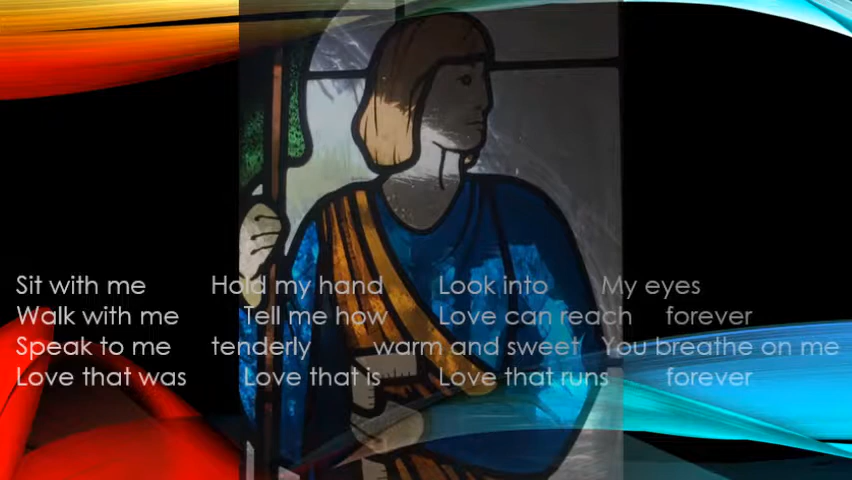 Sit with me Hold my hand Look into My eyes
Walk with me Tell me how Love can reach forever
Speak to me tenderly warm and sweet You breathe on me
Love that was Love that is Love that runs forever